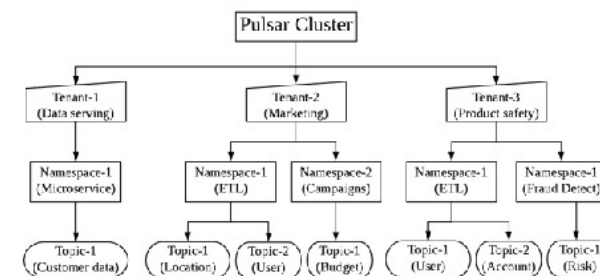 Pulsar Cluster
Tenant-1
(Data serving)
Tenant-2
(Marketing)
Tenant-3
(Product safety)
Namespace-1
(Microservice)
Namespace-1
(ETL)
Namespace-2
(Campaigns)
Namespace-1
(ETL)
Namespace-1
(Fraud Detect)
Topic-1
(Customer data)
Topic-1
(Location)
Topic-2
(User)
Topic-1
(Budget)
Topic-1
(User)
Topic-2
(Account)
Topic-1
(Risk)